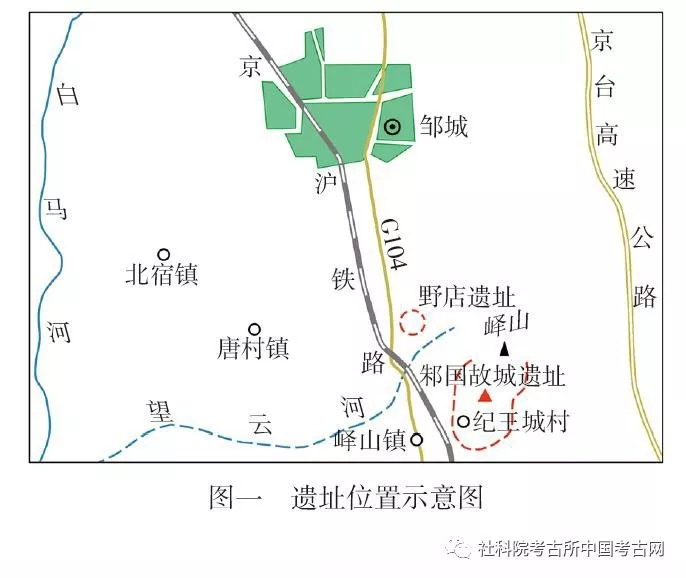 京台高速公路
京沪铁路
白马河
邹城
G104
北宿镇
野店遗址
峄山
唐村镇
邾国故城遗址
望云河
纪王城村
峄山镇
图一 遗址位置示意图
社科院考古所中国考古网